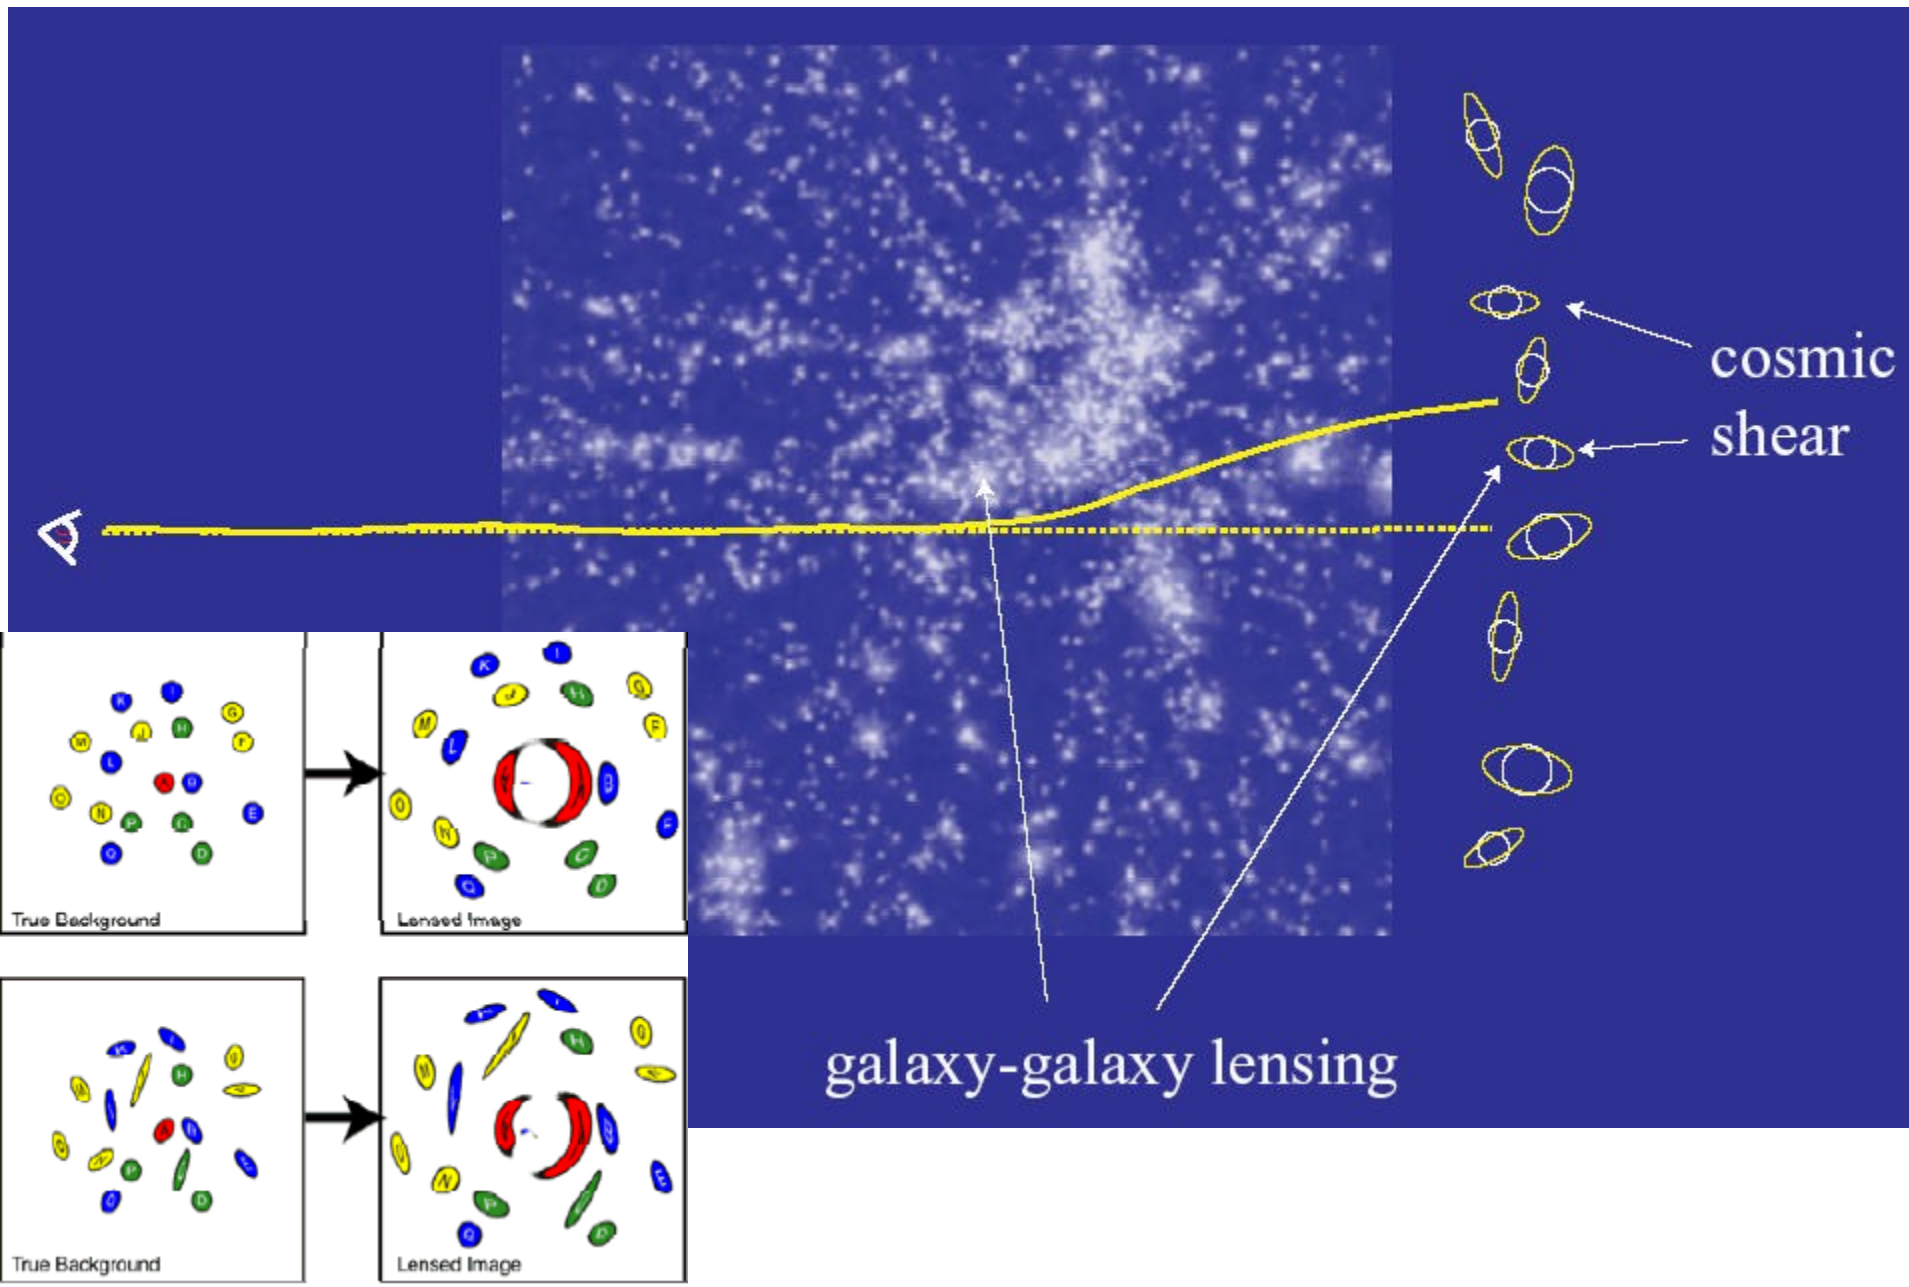 cosmic
shear
galaxy-galaxy lensing
K
I
G
J
H
M
F
L
A
B
O
N
E
P
C
Q
D
True Background
K
I
J
H
G
M
F
L
B
O
N
P
C
Q
D
Lensed Image
H
A
P
D
True Background
H
N
P
Q
Lensed Image